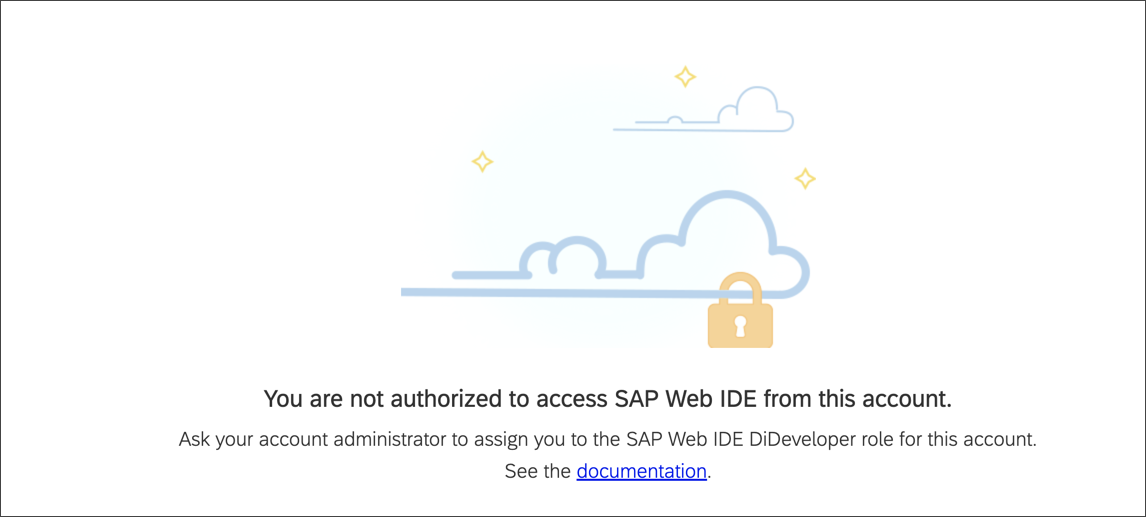 You are not authorized to access SAP Web IDE from this account.
Ask your account administrator to assign you to the SAP Web IDE DiDeveloper role for this account.
See the documentation.